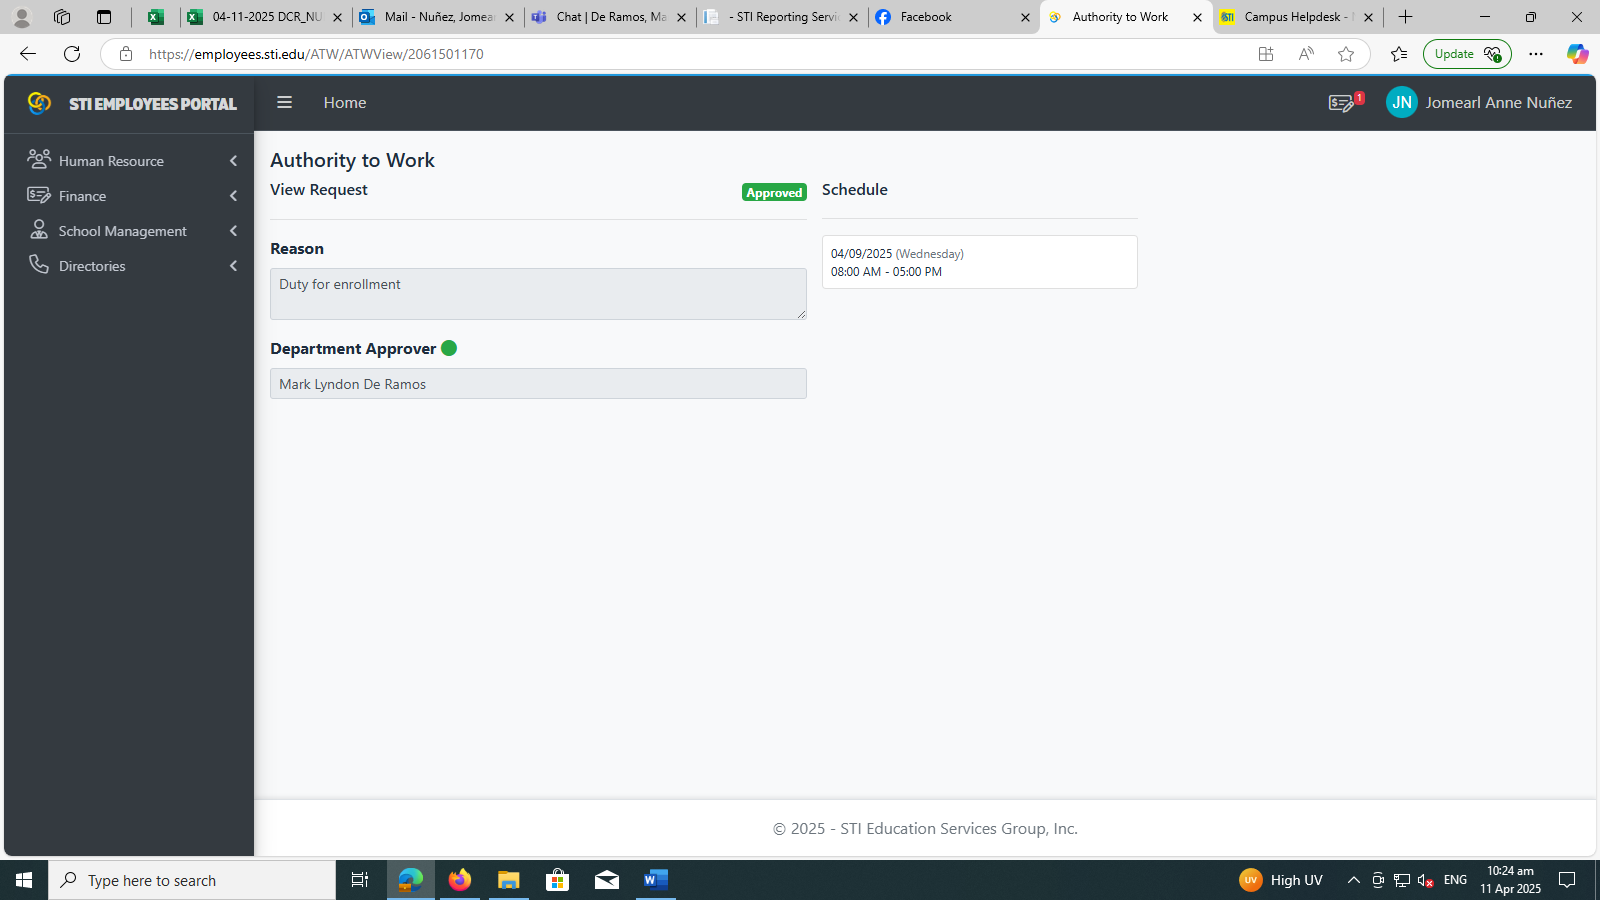 04-11-2025 DCR_NU
Mail - Nuñez, Jomea
Chat | De Ramos, Ma
- STI Reporting Servi
Facebook
Authority to Work
Campus Helpdesk -
https://employees.sti.edu/ATW/ATWView/2061501170
Update
STI EMPLOYEES PORTAL
Home
1
JN
Jomearl Anne Nuñez
Human Resource
Finance
School Management
Directories
Authority to Work
View Request
Approved
Schedule
Reason
04/09/2025 (Wednesday)
08:00 AM - 05:00 PM
Duty for enrollment
Department Approver
Mark Lyndon De Ramos
© 2025 - STI Education Services Group, Inc.
Type here to search
UV
High UV
ENG
10:24 am
11 Apr 2025